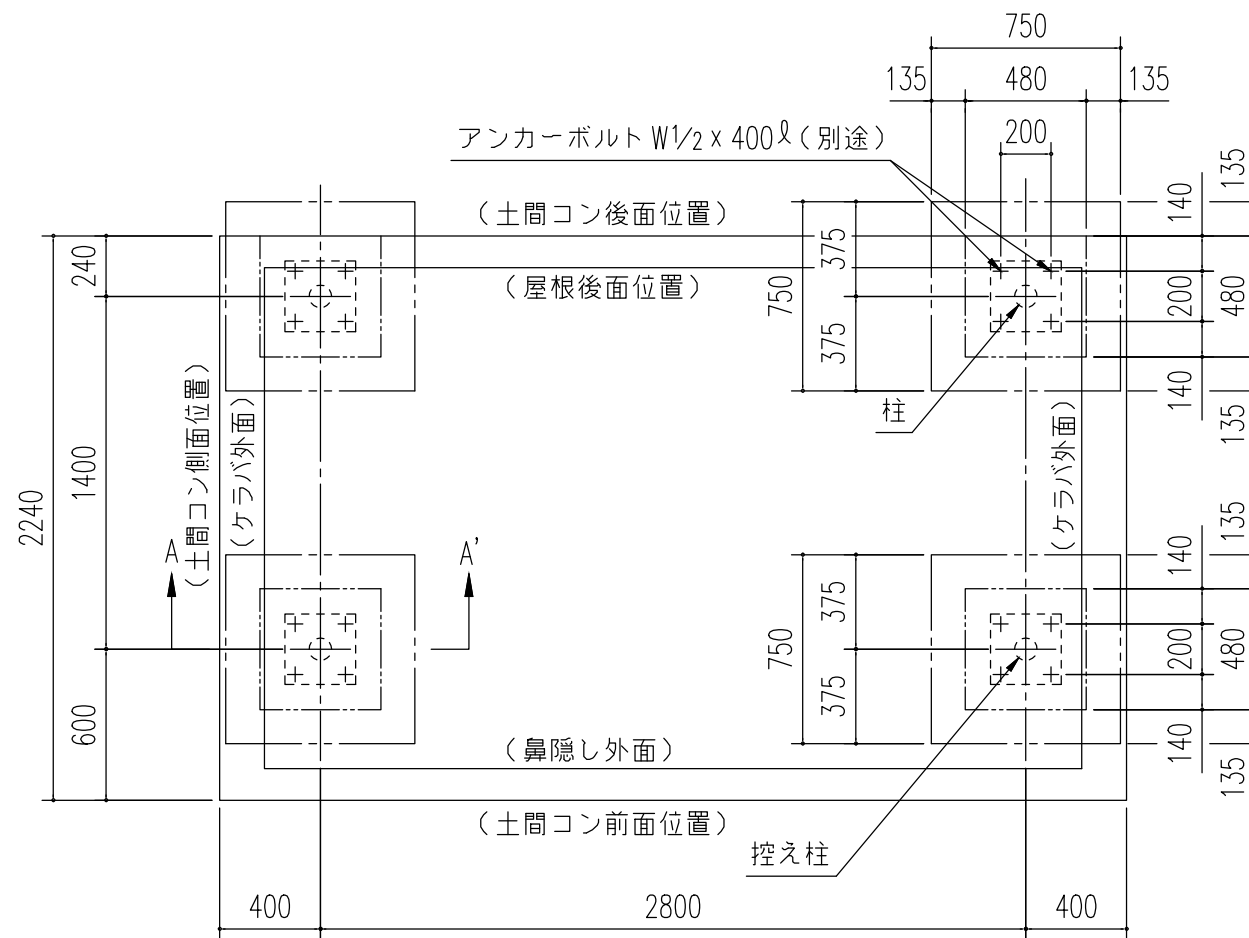 750
135
480
135
アンカーボルト W1/2 x 400ℓ(別途)
200
135
140
(土間コン後面位置)
240
375
(屋根後面位置)
750
200
480
375
140
柱
135
(土間コン側面位置)
(ケラバ外面)
(ケラバ外面)
1400
2240
A
A'
135
140
375
750
200
480
375
600
140
135
(鼻隠し外面)
(土間コン前面位置)
控え柱
400
2800
400